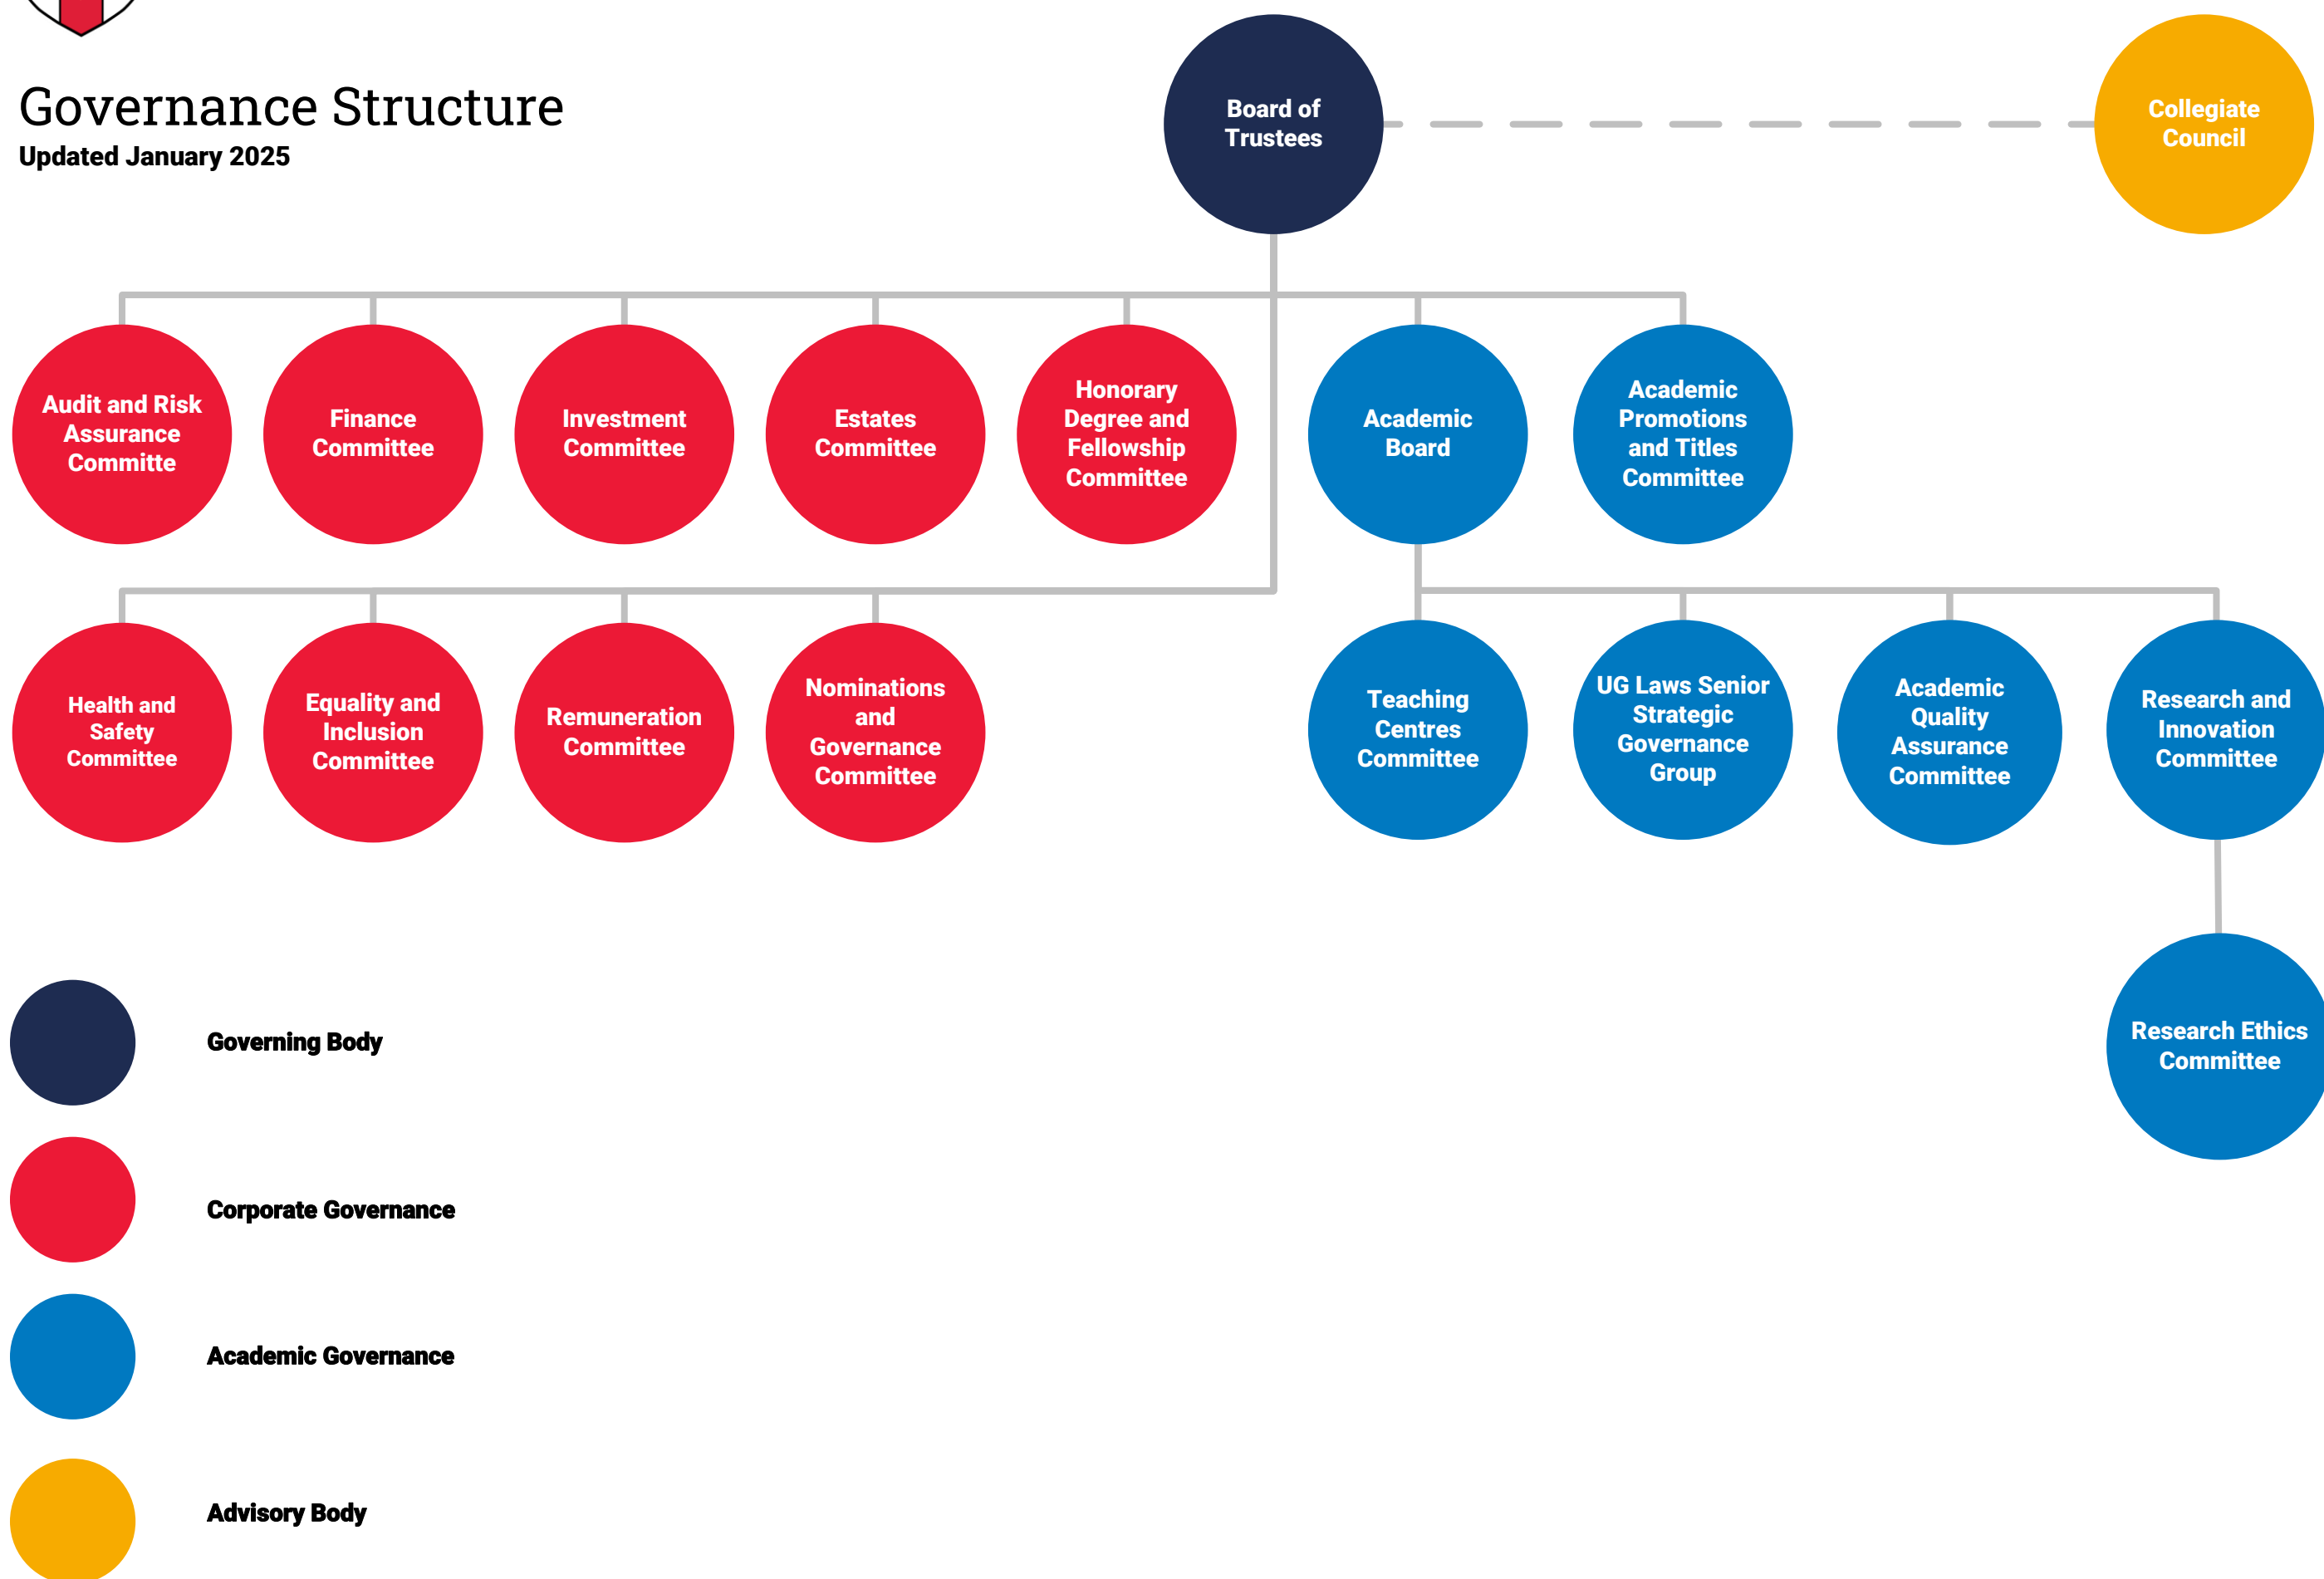 Governance Structure
Updated January 2025
Board of
Trustees
Collegiate
Council
Audit and Risk
Assurance
Committe
Finance
Committee
Investment
Committee
Estates
Committee
Honorary
Degree and
Fellowship
Committee
Academic
Board
Academic
Promotions
and Titles
Committee
Health and
Safety
Committee
Equality and
Inclusion
Committee
Remuneration
Committee
Nominations
and
Governance
Committee
Teaching
Centres
Committee
UG Laws Senior
Strategic
Governance
Group
Academic
Quality
Assurance
Committee
Research and
Innovation
Committee
Research Ethics
Committee
Governing Body
Corporate Governance
Academic Governance
Advisory Body